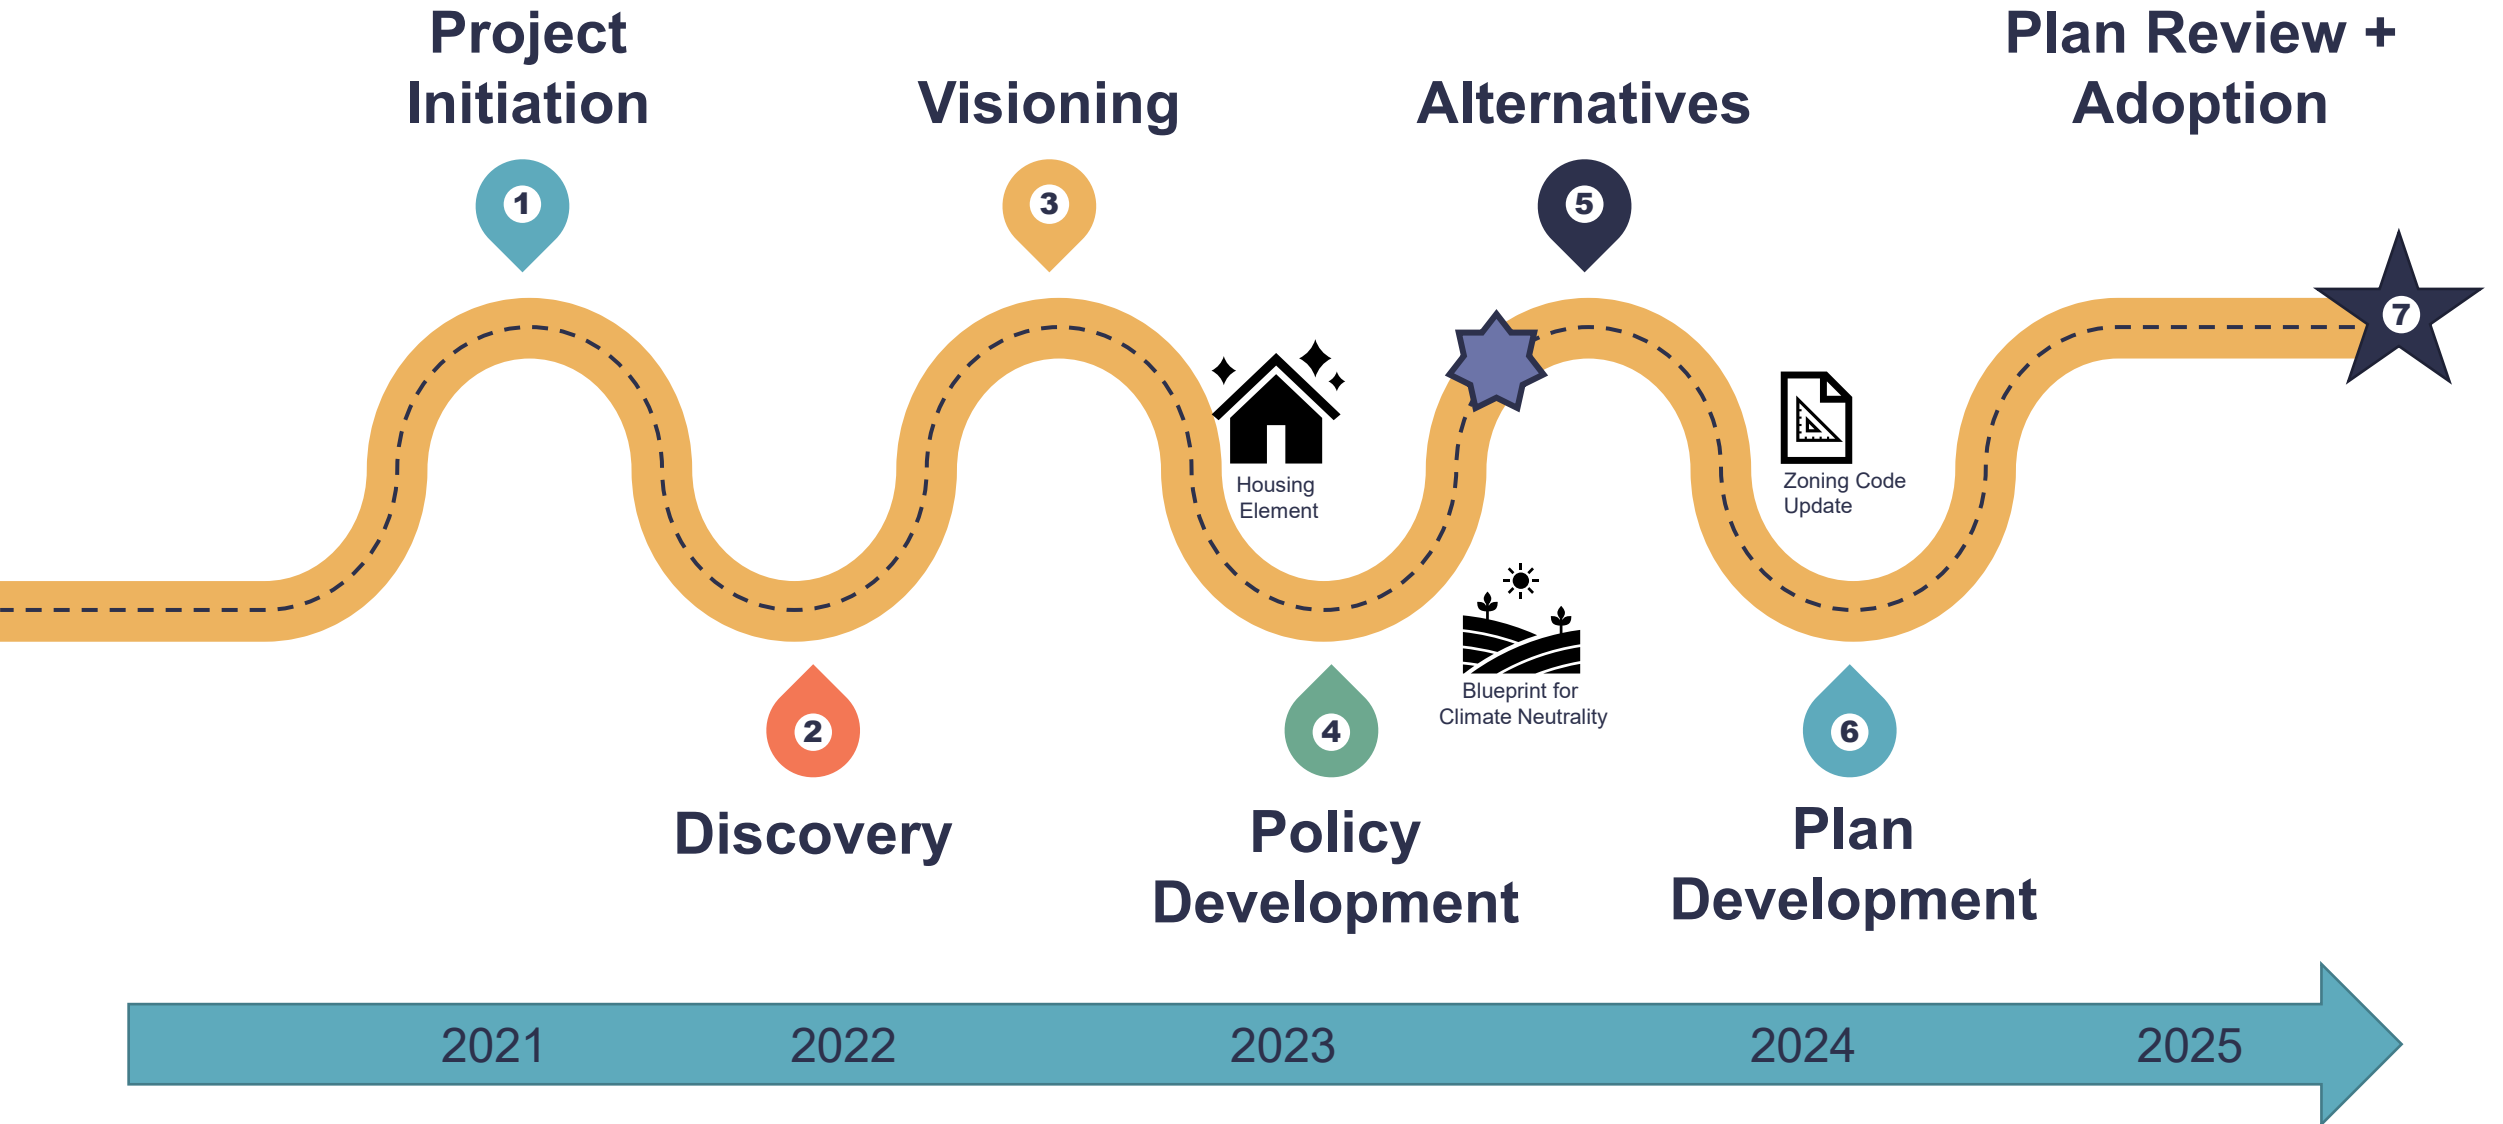 Project
Initiation
Visioning
Alternatives
Plan Review +
Adoption
1
3
5
7
Housing
Element
Zoning Code
Update
Blueprint for
Climate Neutrality
2
4
6
Discovery
Policy
Development
Plan
Development
2021
2022
2023
2024
2025